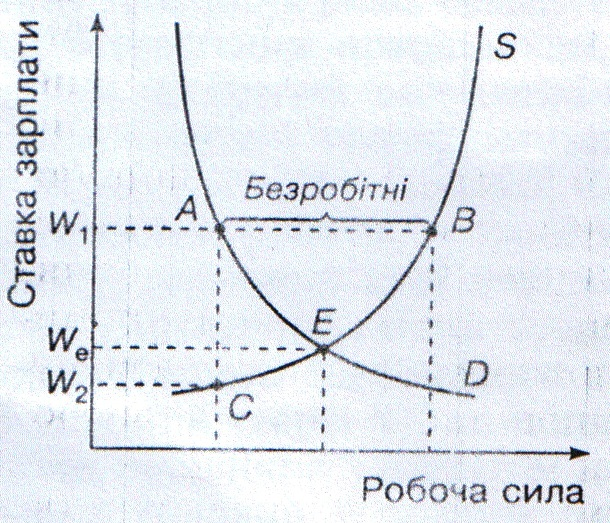 Ставка зарплати
S
Безробітні
A
B
W1
E
We
W2
C
D
Робоча сила